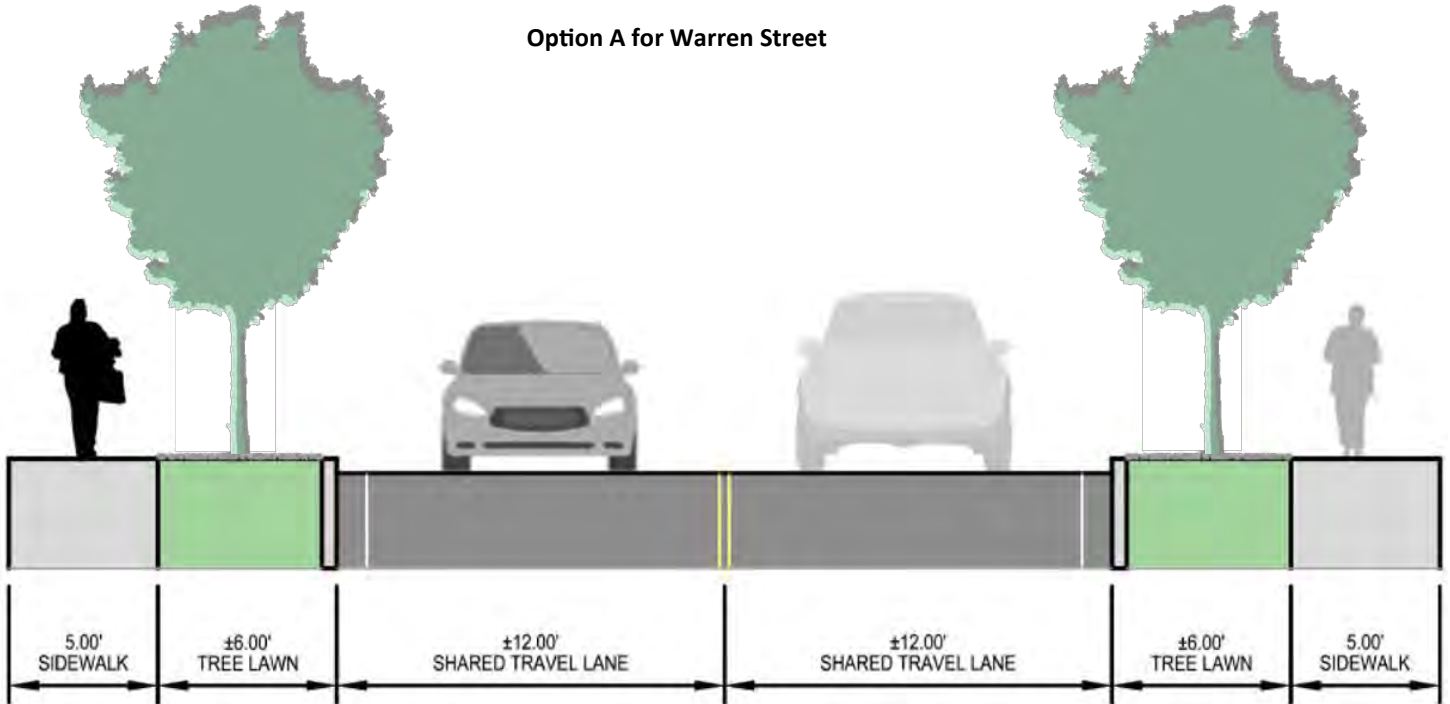 Option A for Warren Street
5.00'
SIDEWALK
±6.00'
TREE LAWN
±12.00'
SHARED TRAVEL LANE
±12.00'
SHARED TRAVEL LANE
±6.00'
TREE LAWN
5.00'
SIDEWALK